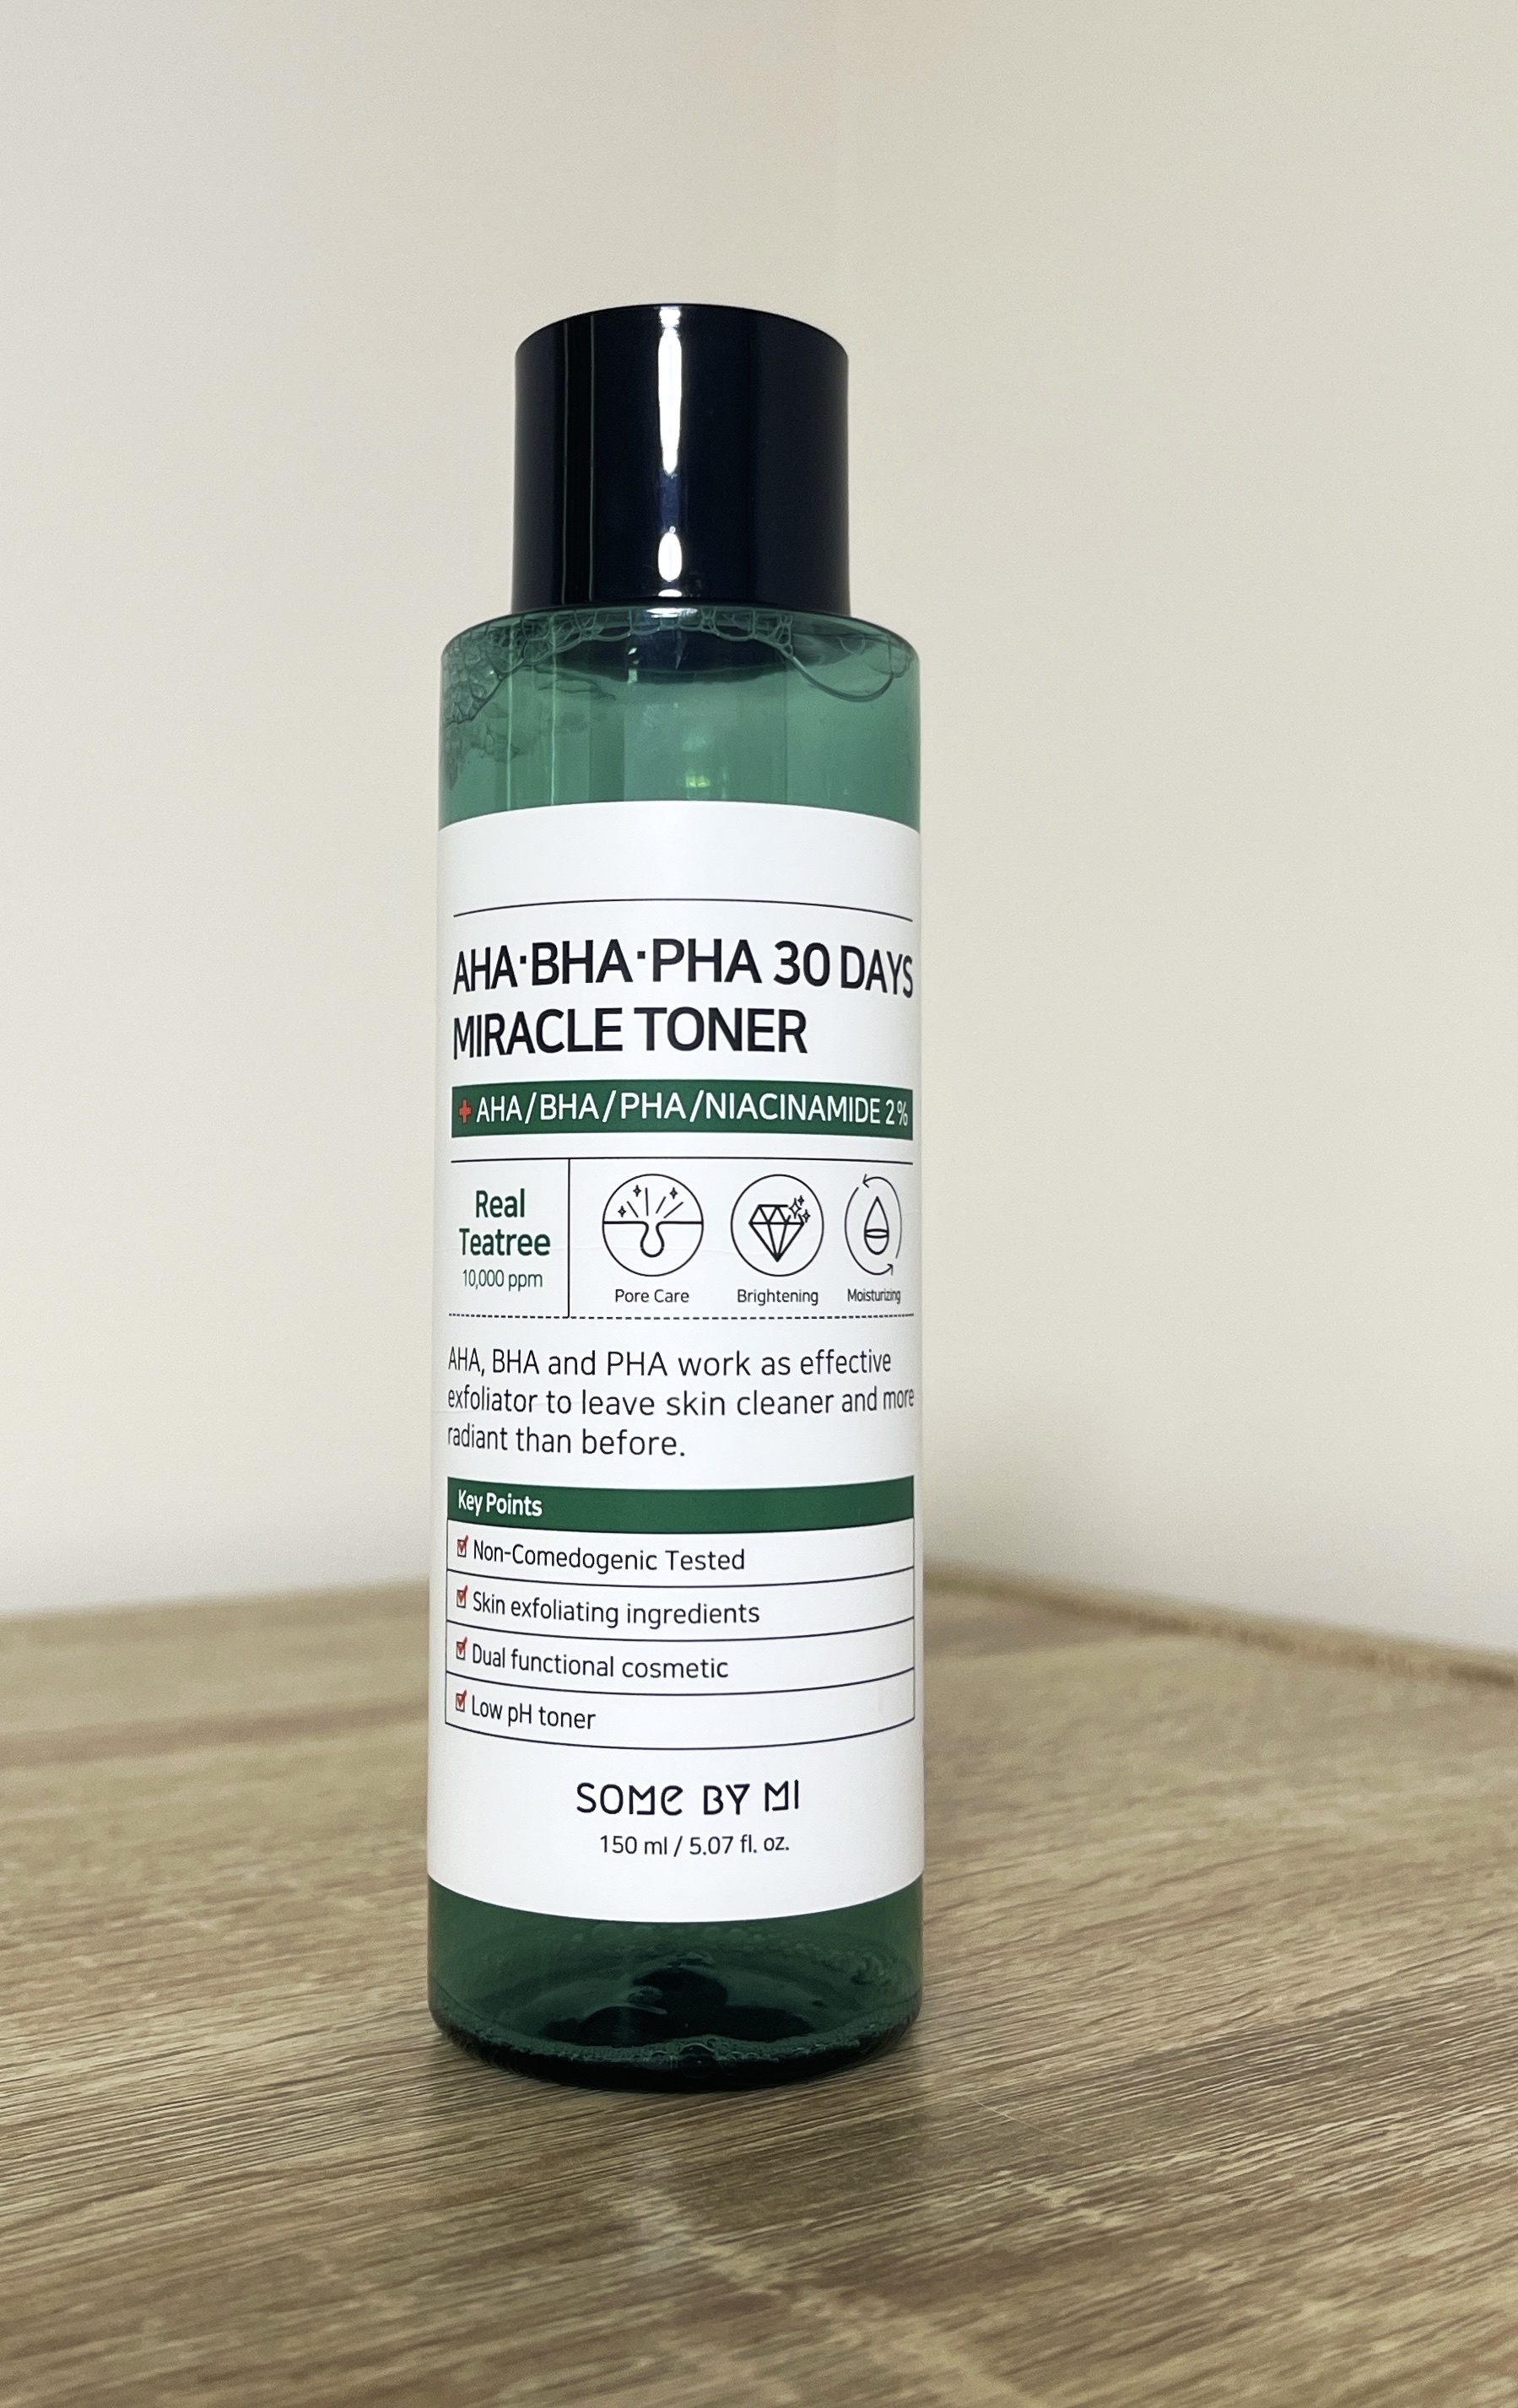 AHA·BHA·PHA 30 DAYS
MIRACLE TONER
+ AHA/BHA/PHA/NIACINAMIDE 2%
Real
Teatree
10,000 ppm
Pore Care
Brightening
Moisturizing
AHA, BHA and PHA work as effective
exfoliator to leave skin cleaner and more
radiant than before.
Key Points
Non-Comedogenic Tested
Skin exfoliating ingredients
Dual functional cosmetic
Low pH toner
SOME BY MI
150 ml / 5.07 fl. oz.